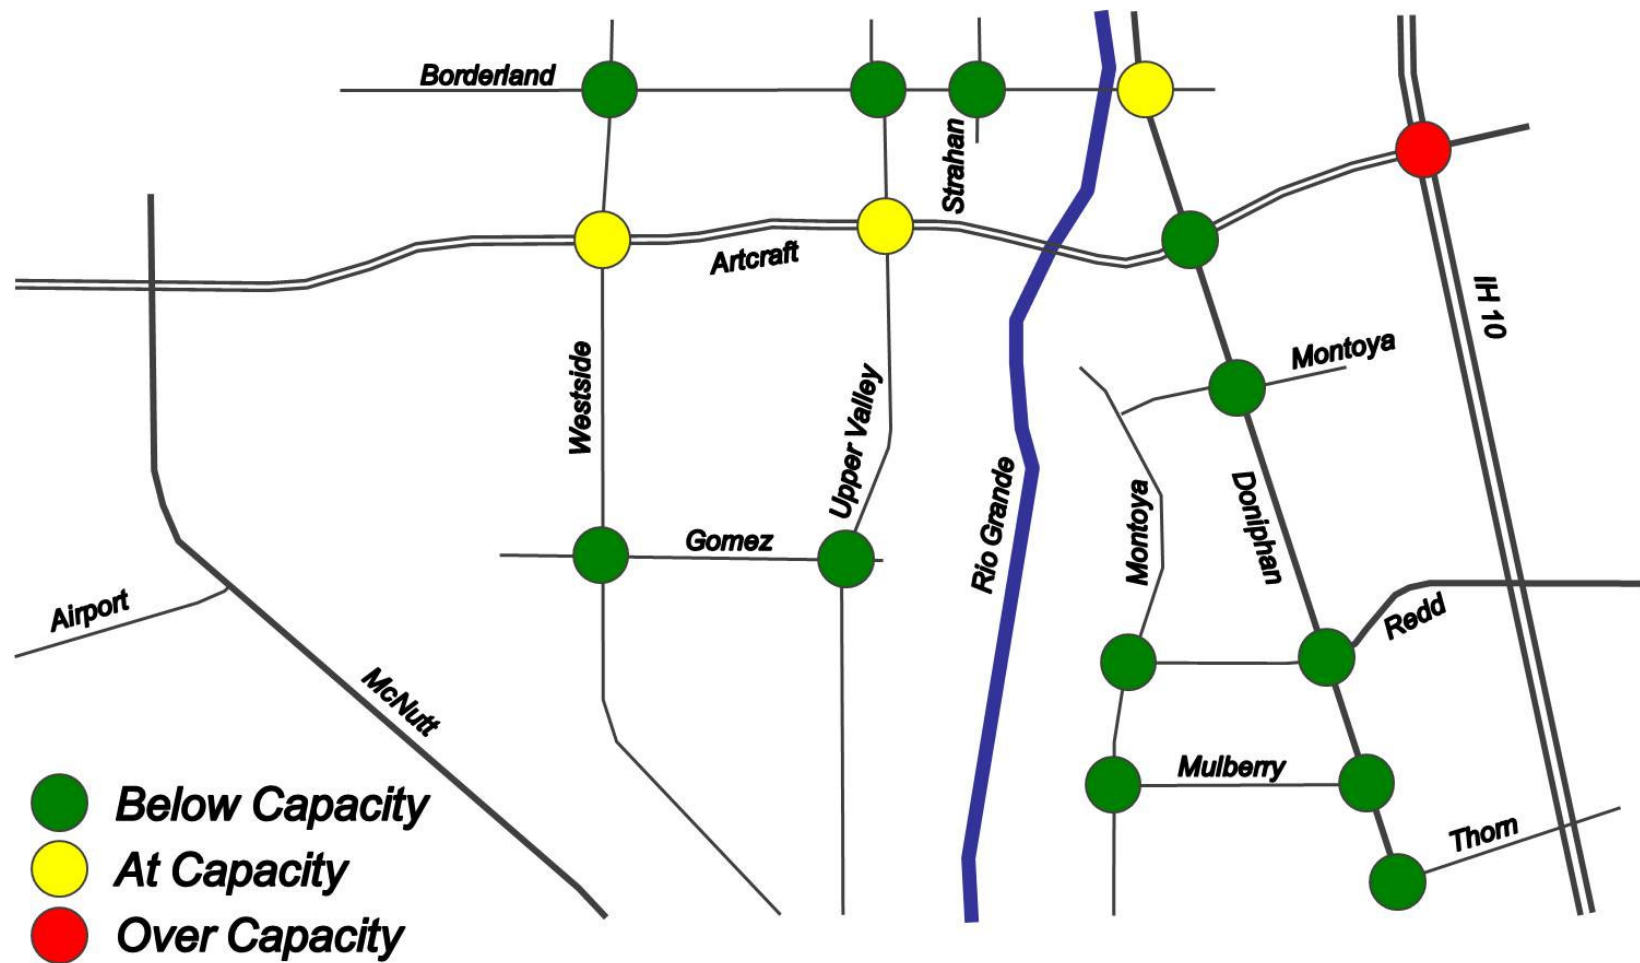 Borderland
Strahan
Artcraft
IH 10
Montoya
Westside
Upper Valley
Rio Grande
Montoya
Doniphan
Gomez
Airport
Redd
McNutt
Mulberry
Thorn
Below Capacity
At Capacity
Over Capacity